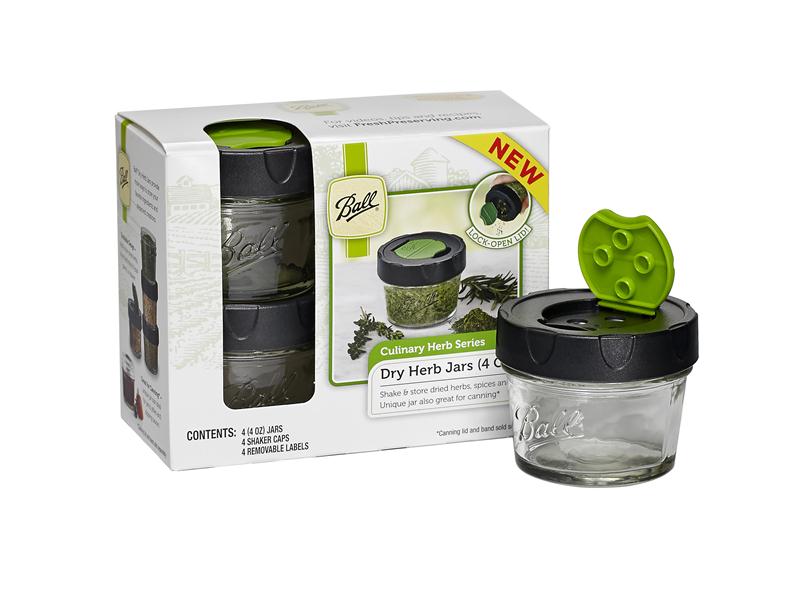 Ball
For videos, tips and recipes
visit FreshPreserving.com
NEW
Ball
LOCK-OPEN LID!
Ball
Culinary Herb Series
Dry Herb Jars (4
Shake & store dried herbs, spices an
Unique jar also great for canning*
*Canning lid and band sold
CONTENTS: 4 (4 OZ) JARS
4 SHAKER CAPS
4 REMOVABLE LABELS
Ball
Ball
Ball